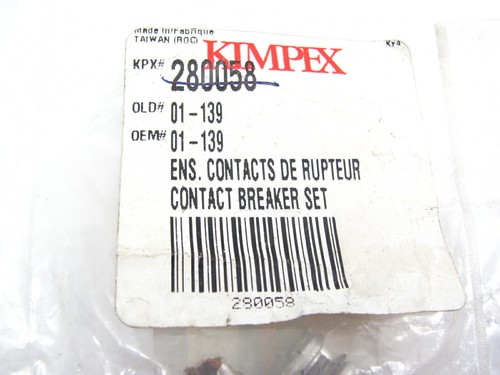 Made in/Fabriqué
TAIWAN (ROC)
KIMPEX
KPX# 280058
OLD# 01-139
OEM# 01-139
ENS. CONTACTS DE RUPTEUR
CONTACT BREAKER SET
280058